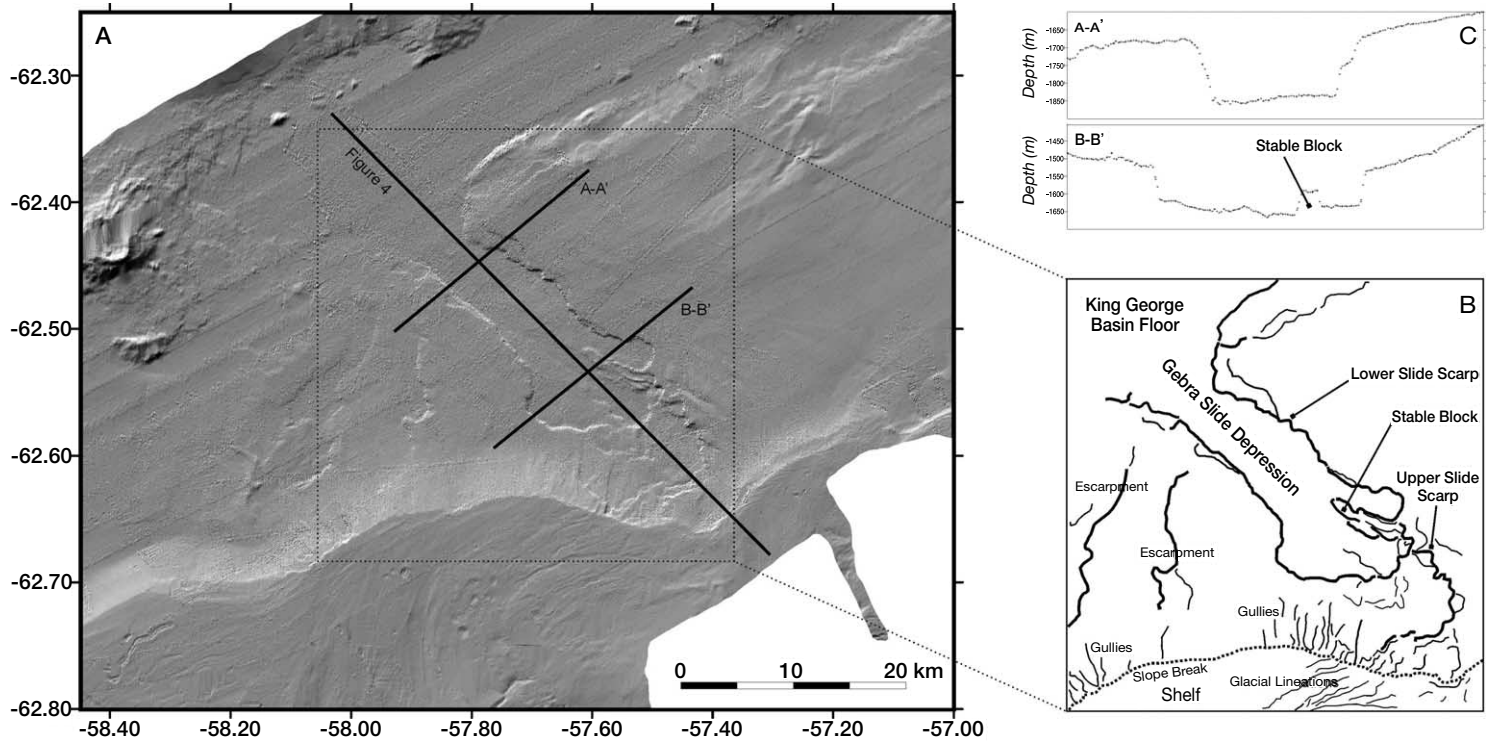 A
-62.30
-62.40
-62.50
-62.60
-62.70
-62.80
-58.40
-58.20
-58.00
-57.80
-57.60
-57.40
-57.20
-57.00
Figure 4
A-A'
B-B'
0
10
20 km
A-A'
C
Depth (m)
-1650
-1700
-1750
-1800
-1850
B-B'
Depth (m)
-1450
-1500
-1550
-1600
-1650
Stable Block
B
King George
Basin Floor
Gebra Slide Depression
Lower Slide Scarp
Stable Block
Upper Slide
Scarp
Escarpment
Escarpment
Gullies
Gullies
Slope Break
Shelf
Glacial Lineations